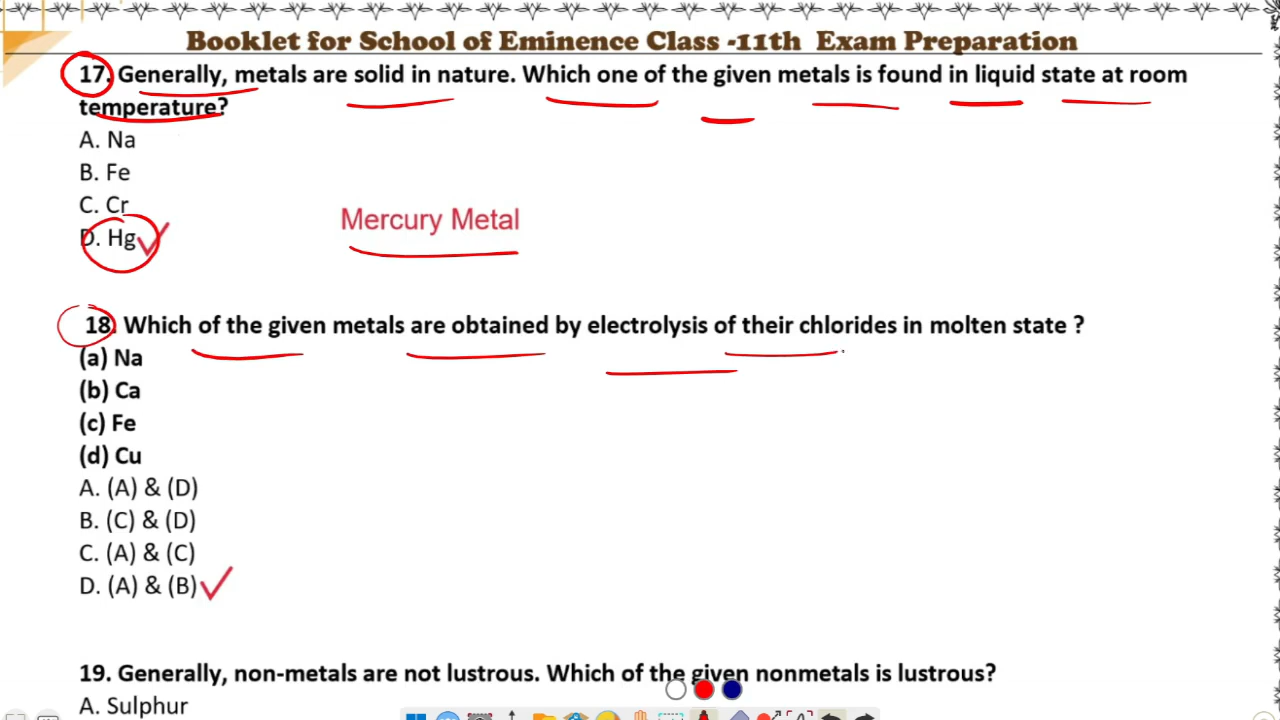 Booklet for School of Eminence Class -11th Exam Preparation
17. Generally, metals are solid in nature. Which one of the given metals is found in liquid state at room
temperature?
A. Na
B. Fe
C. Cr
D. Hg
Mercury Metal
18. Which of the given metals are obtained by electrolysis of their chlorides in molten state ?
(a) Na
(b) Ca
(c) Fe
(d) Cu
A. (A) & (D)
B. (C) & (D)
C. (A) & (C)
D. (A) & (B)
19. Generally, non-metals are not lustrous. Which of the given nonmetals is lustrous?
A. Sulphur